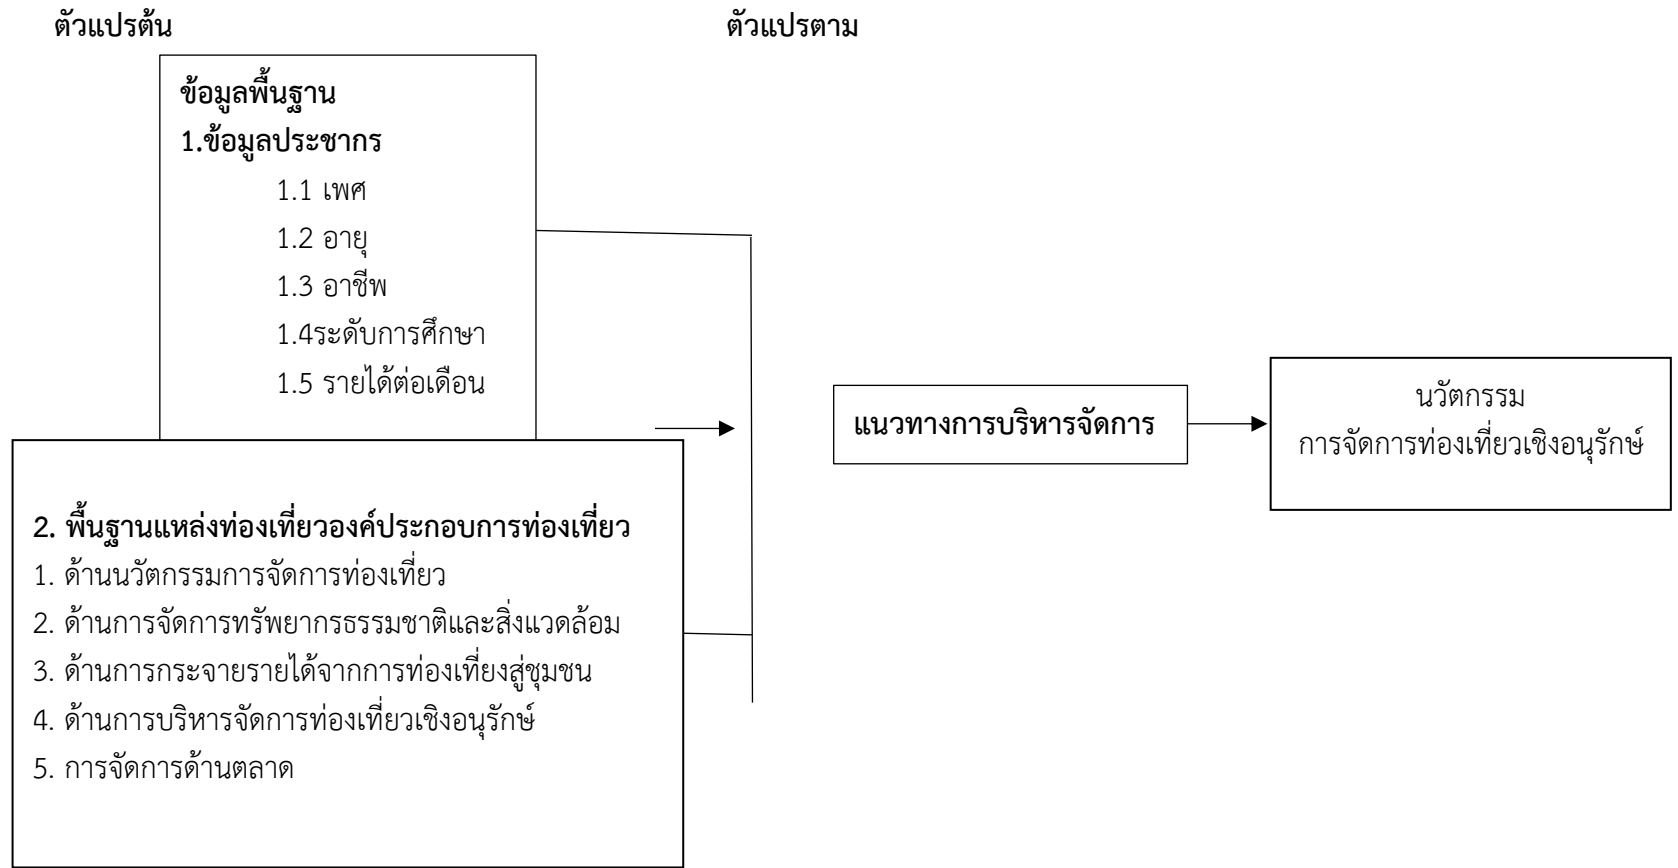 ตัวแปรต้น
ตัวแปรตาม
ข้อมูลพื้นฐาน
1.ข้อมูลประชากร
1.1 เพศ
1.2 อายุ
1.3 อาชีพ
1.4ระดับการศึกษา
1.5 รายได้ต่อเดือน
2. พื้นฐานแหล่งท่องเที่ยวองค์ประกอบการท่องเที่ยว
1. ด้านนวัตกรรมการจัดการท่องเที่ยว
2. ด้านการจัดการทรัพยากรธรรมชาติและสิ่งแวดล้อม
3. ด้านการกระจายรายได้จากการท่องเที่ยงสู่ชุมชน
4. ด้านการบริหารจัดการท่องเที่ยวเชิงอนุรักษ์
5. การจัดการด้านตลาด
แนวทางการบริหารจัดการ
นวัตกรรม
การจัดการท่องเที่ยวเชิงอนุรักษ์